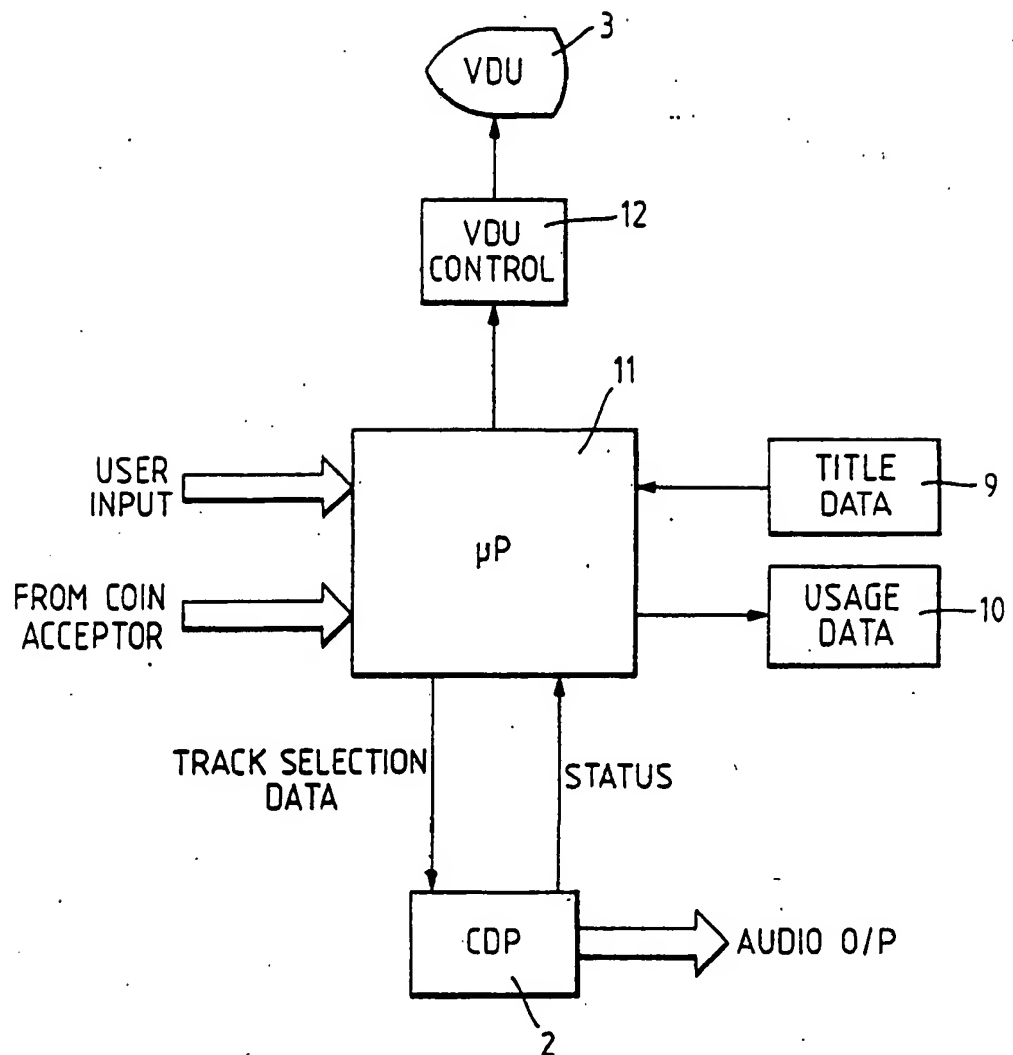 3
VDU
12
VDU
CONTROL
11
USER
INPUT
TITLE
DATA
9
µP
FROM COIN
ACCEPTOR
USAGE
DATA
10
TRACK SELECTION
DATA
STATUS
CDP
AUDIO O/P
2